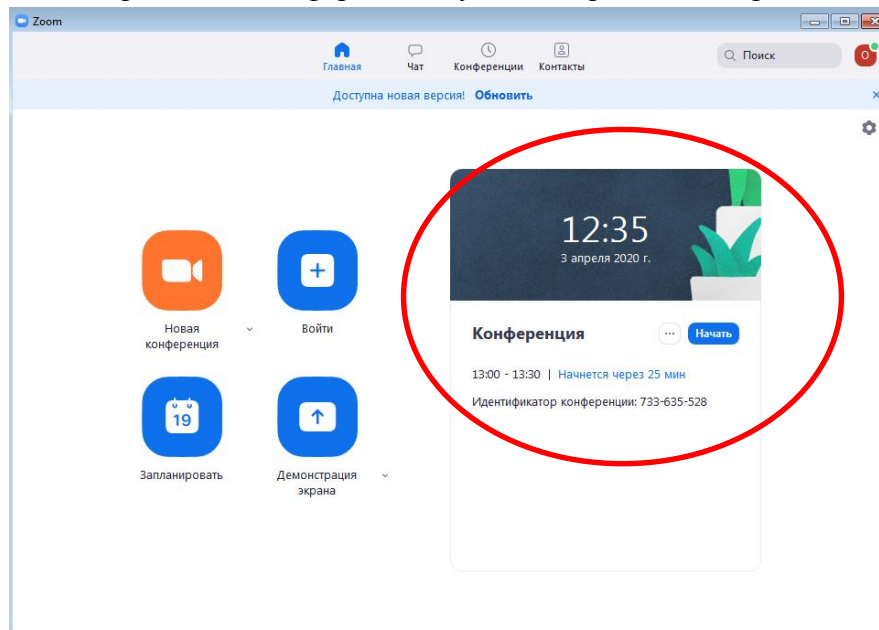 Zoom
Главная
Чат
Конференции
Контакты
Поиск
О
Доступна новая версия! Обновить
12:35
3 апреля 2020 г.
Новая
конференция
Войти
Конференция
Начать
13:00 - 13:30 | Начнется через 25 мин
Идентификатор конференции: 733-635-528
19
Запланировать
Демонстрация
экрана